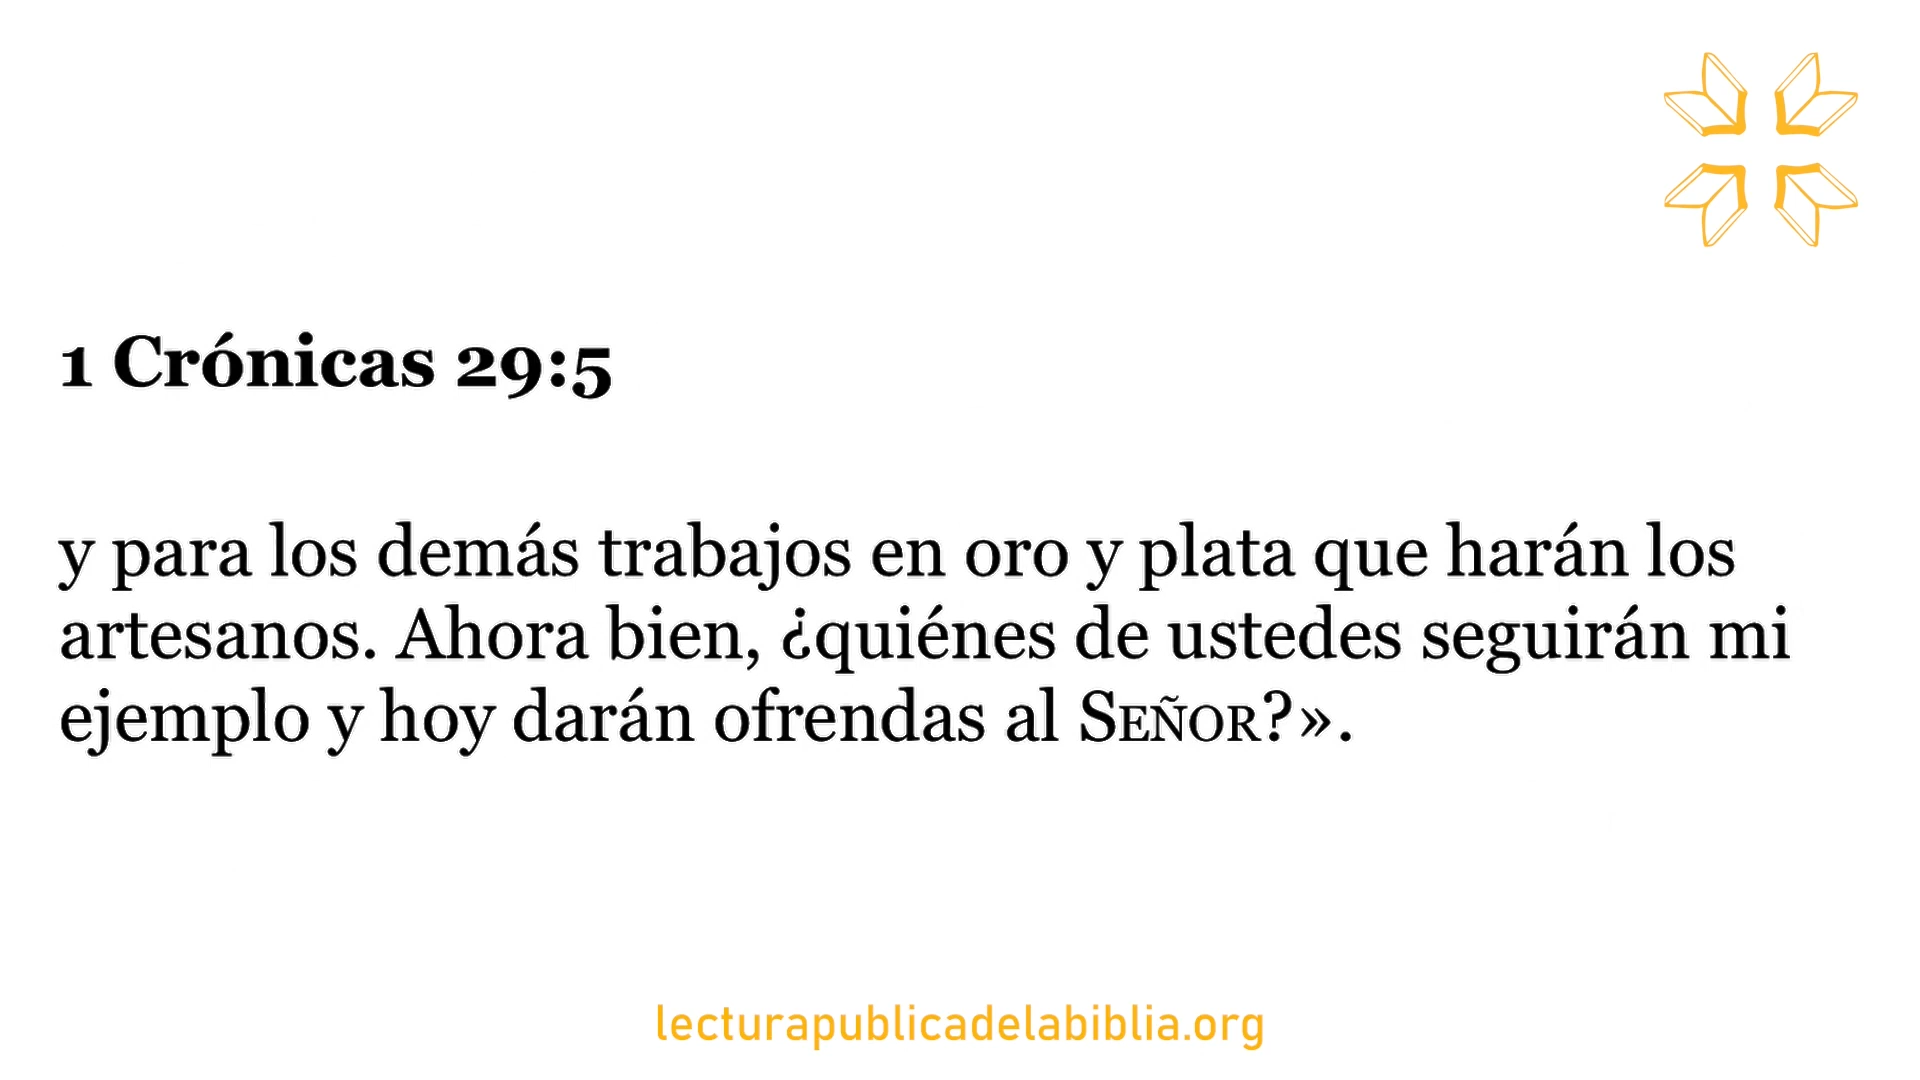 1 Crónicas 29:5
y para los demás trabajos en oro y plata que harán los
artesanos. Ahora bien, ¿quiénes de ustedes seguirán mi
ejemplo y hoy darán ofrendas al SEÑOR?».
lecturapublicadelabiblia.org